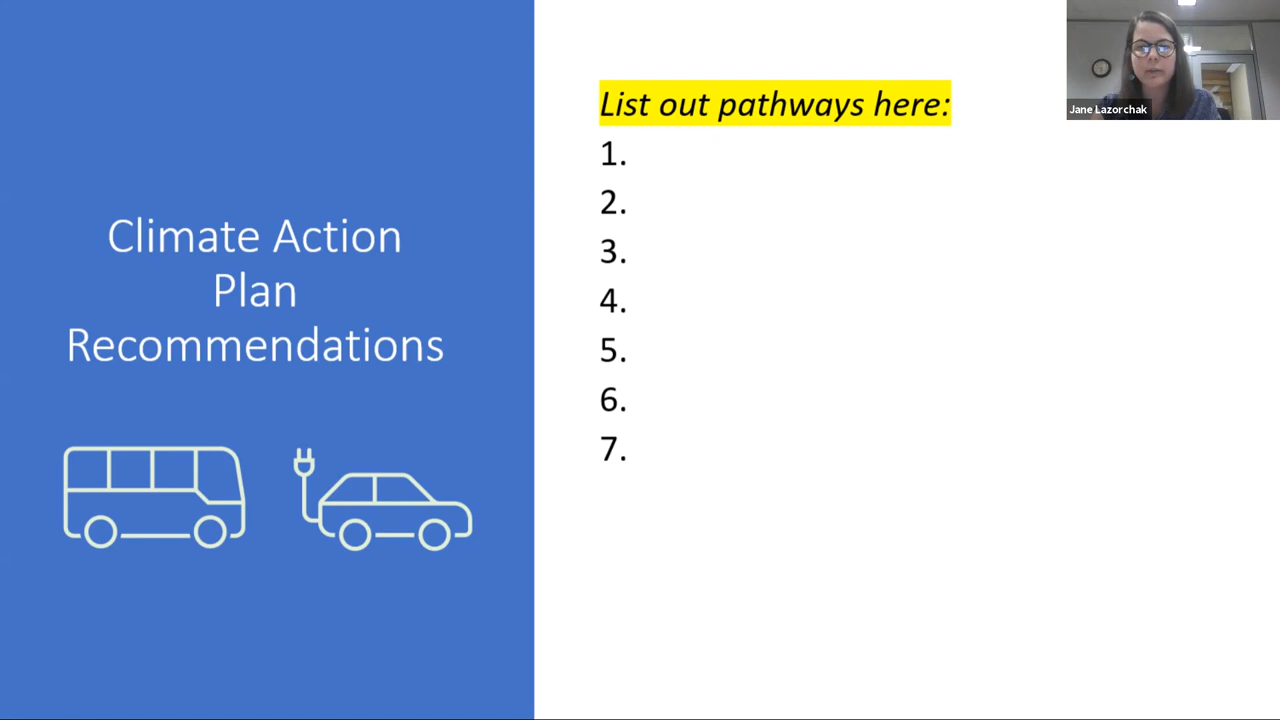 Climate Action
Plan
Recommendations
List out pathways here:
1.
2.
3.
4.
5.
6.
7.
Jane Lazorchak